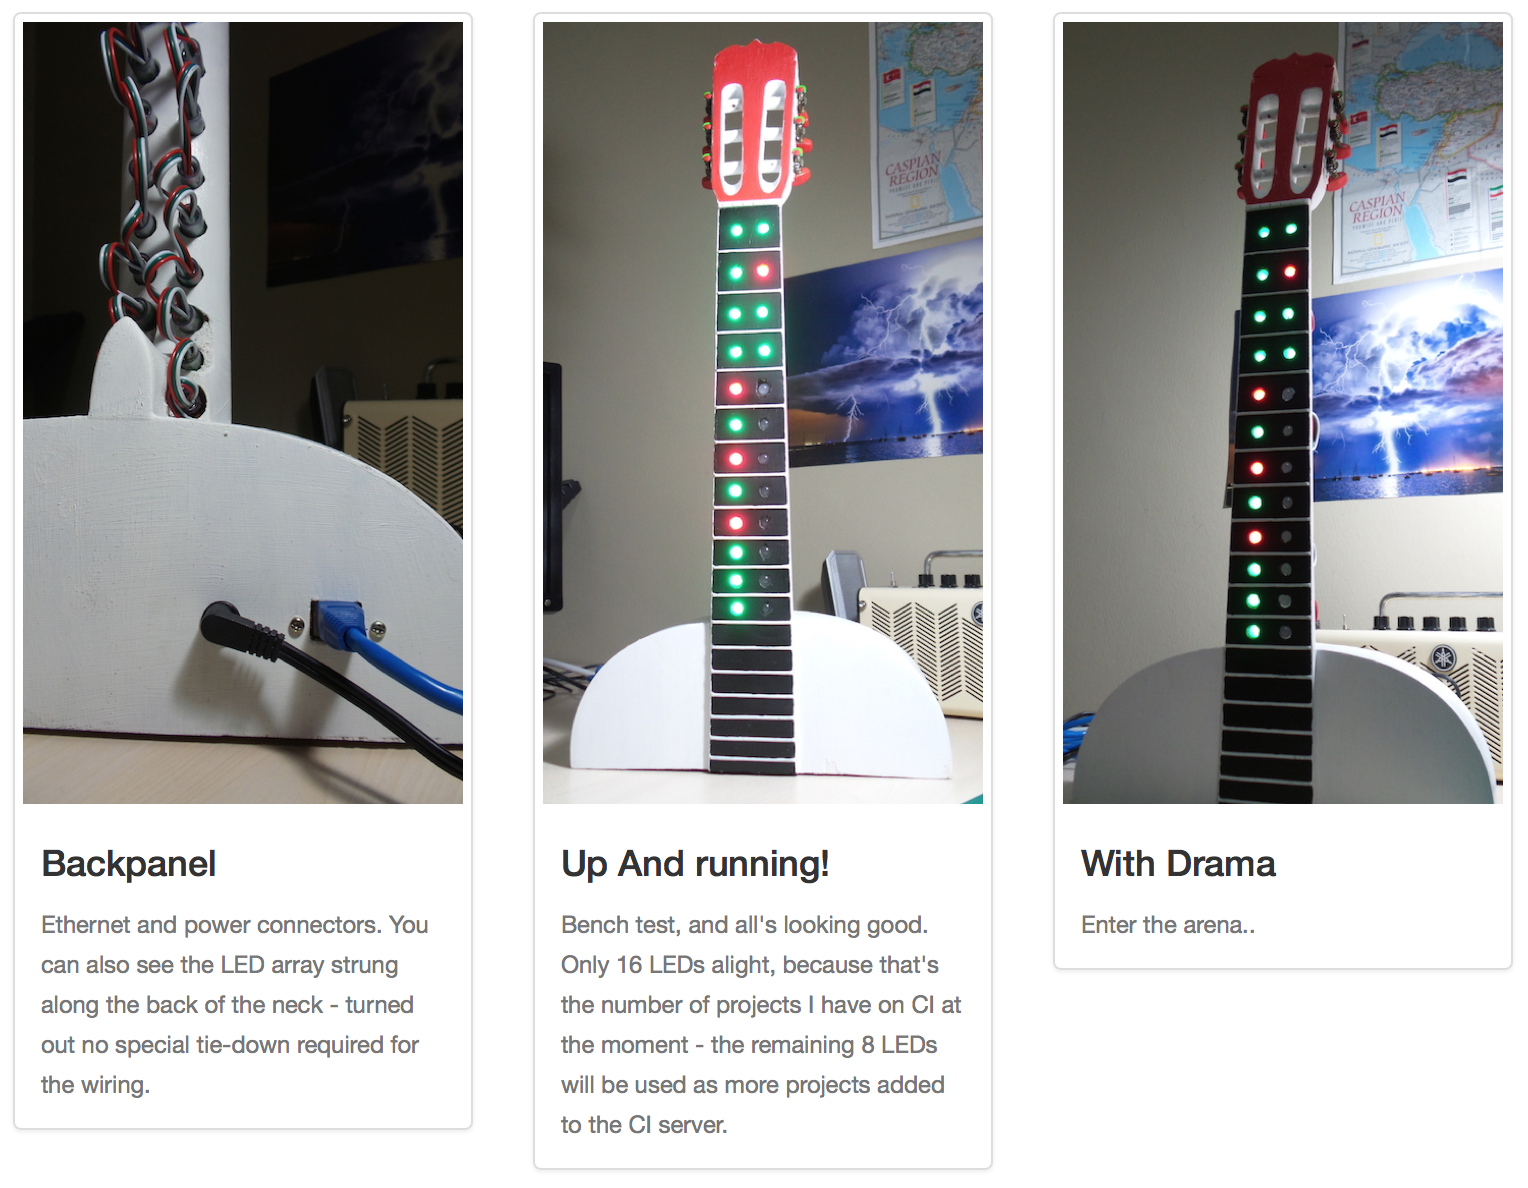 CASPIAN
REGION
CASPIAN
REGION
Backpanel
Ethernet and power connectors. You
can also see the LED array strung
along the back of the neck - turned
out no special tie-down required for
the wiring.
Up And running!
Bench test, and all's looking good.
Only 16 LEDs alight, because that's
the number of projects I have on CI at
the moment - the remaining 8 LEDs
will be used as more projects added
to the CI server.
With Drama
Enter the arena..